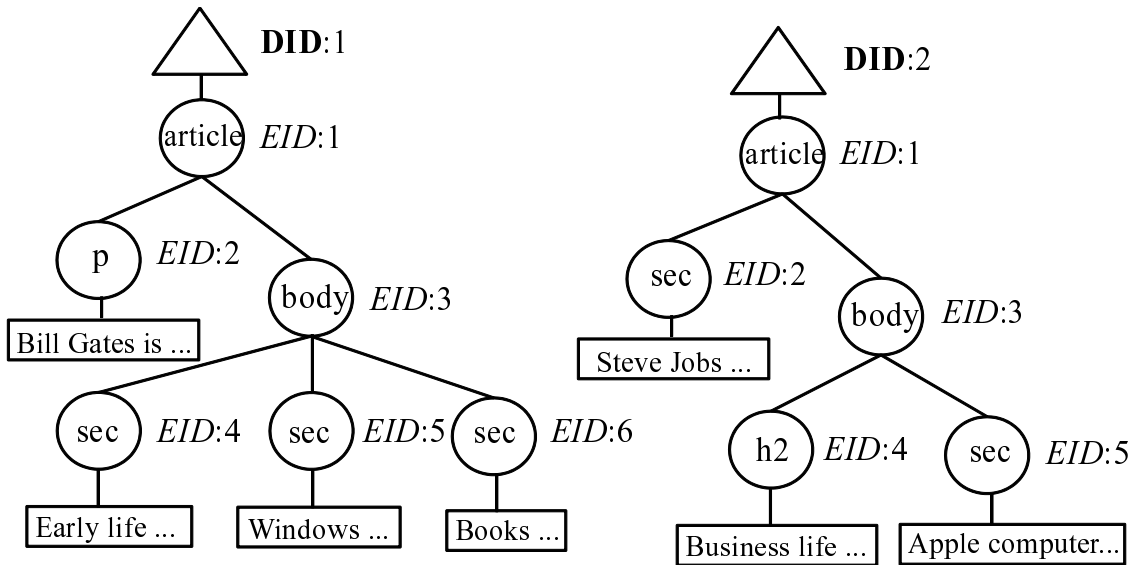 DID:1
article EID:1
p EID:2
body EID:3
Bill Gates is ...
sec EID:4
sec EID:5
sec EID:6
Early life ...
Windows ...
Books ...
DID:2
article EID:1
sec EID:2
body EID:3
Steve Jobs ...
h2 EID:4
sec EID:5
Business life ...
Apple computer...